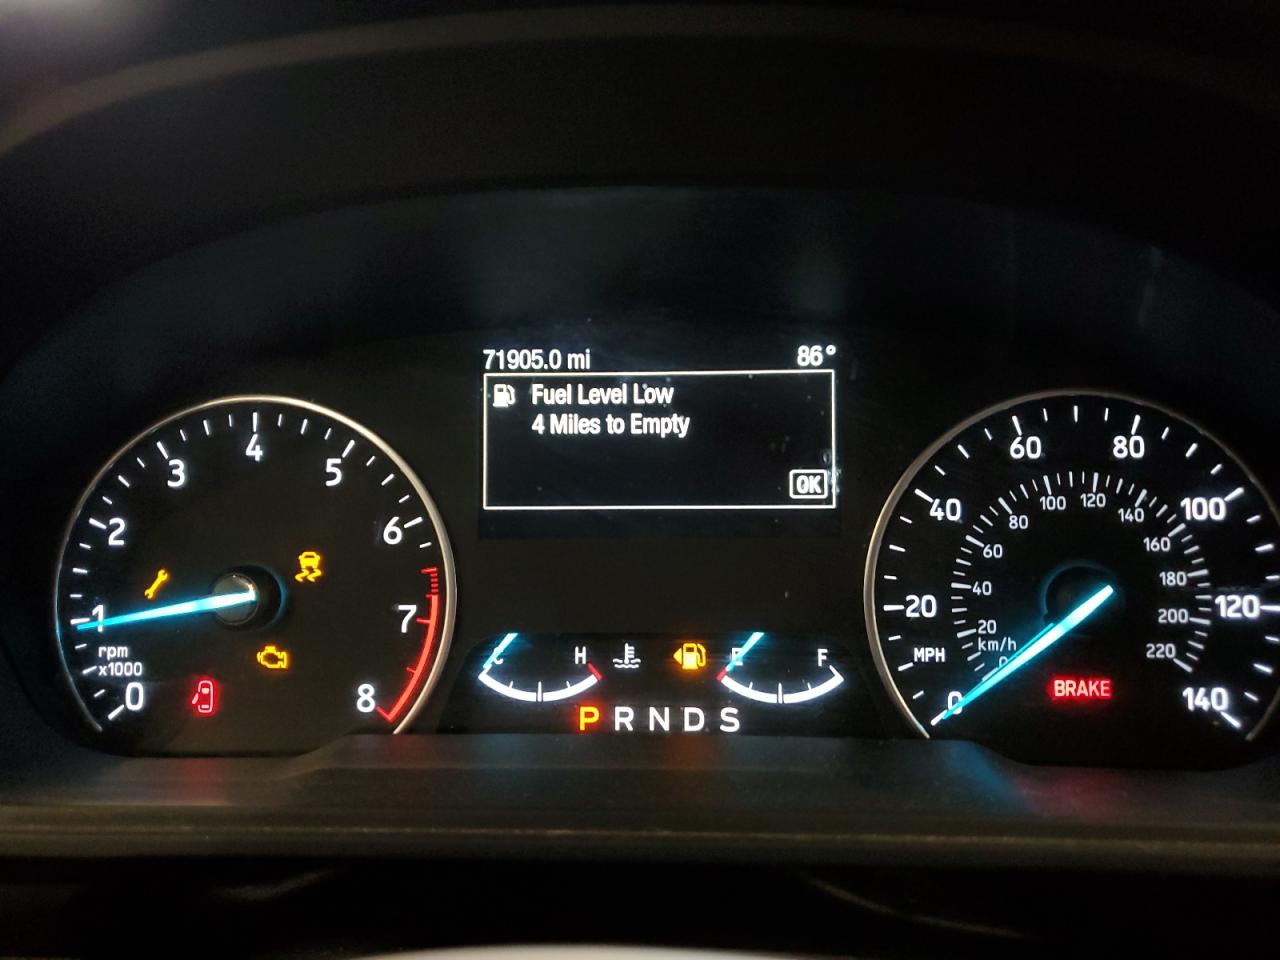 71905.0 mi 86°
Fuel Level Low
4 Miles to Empty
OK
0 1 2 3 4 5 6 7 8
rpm
x1000
C H
E F
P R N D S
0 20 40 60 80 100 120 140
MPH
0 20 40 60 80 100 120 140 160 180 200 220
km/h
BRAKE